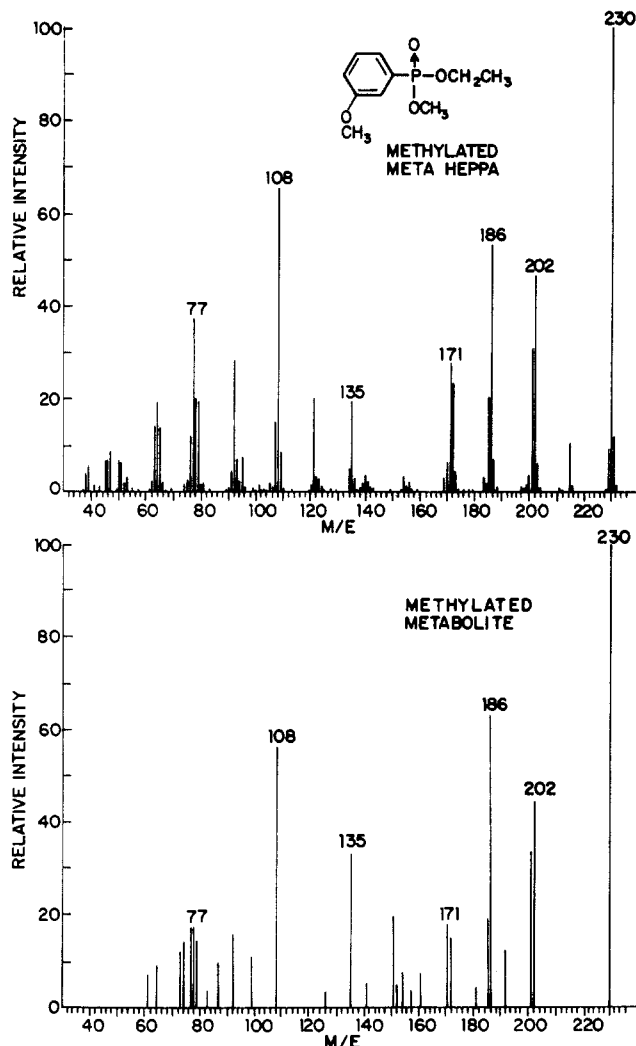 230
100
O
P
OCH2CH3
OCH3
O
CH3
METHYLATED
META HEPPA
80
108
60
186
202
77
40
171
135
20
0
40 60 80 100 120 140 160 180 200 220
M/E
RELATIVE INTENSITY
230
100
METHYLATED
METABOLITE
80
186
60
108
202
40
135
77
171
20
0
40 60 80 100 120 140 160 180 200 220
M/E
RELATIVE INTENSITY